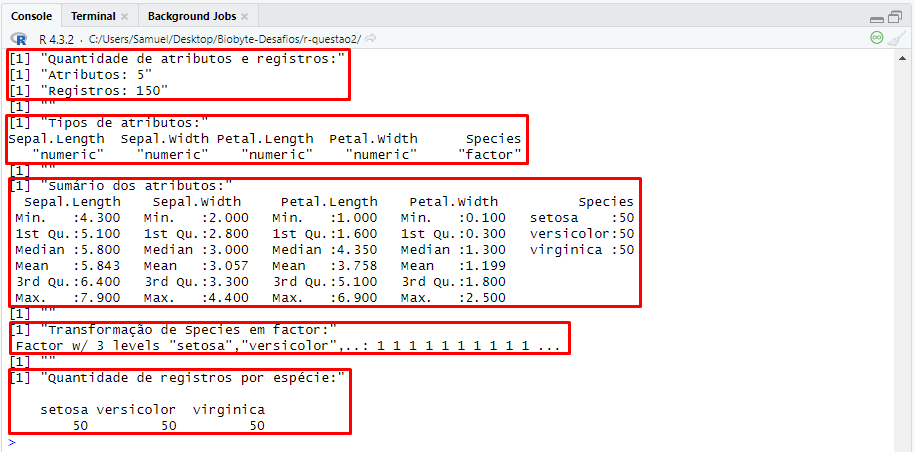 Console Terminal × Background Jobs ×
R R 4.3.2 · C:/Users/Samuel/Desktop/Biobyte-Desafios/r-questao2/
[1] "Quantidade de atributos e registros:"
[1] "Atributos: 5"
[1] "Registros: 150"
[1] ""
[1] "Tipos de atributos:"
Sepal.Length  Sepal.Width Petal.Length  Petal.Width      Species
   "numeric"    "numeric"    "numeric"    "numeric"     "factor"
[1] ""
[1] "Sumário dos atributos:"
  Sepal.Length    Sepal.Width     Petal.Length    Petal.Width          Species
 Min.   :4.300   Min.   :2.000   Min.   :1.000   Min.   :0.100   setosa    :50
 1st Qu.:5.100   1st Qu.:2.800   1st Qu.:1.600   1st Qu.:0.300   versicolor:50
 Median :5.800   Median :3.000   Median :4.350   Median :1.300   virginica :50
 Mean   :5.843   Mean   :3.057   Mean   :3.758   Mean   :1.199
 3rd Qu.:6.400   3rd Qu.:3.300   3rd Qu.:5.100   3rd Qu.:1.800
 Max.   :7.900   Max.   :4.400   Max.   :6.900   Max.   :2.500
[1] ""
[1] "Transformação de Species em factor:"
 Factor w/ 3 levels "setosa","versicolor",..: 1 1 1 1 1 1 1 1 1 1 ...
[1] ""
[1] "Quantidade de registros por espécie:"
    setosa versicolor  virginica
        50         50         50
>